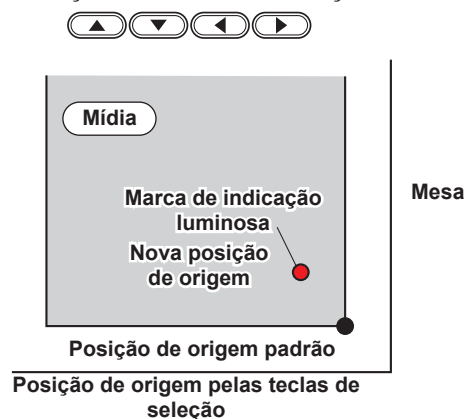 Mídia
Marca de indicação
luminosa
Nova posição
de origem
Mesa
Posição de origem padrão
Posição de origem pelas teclas de
seleção